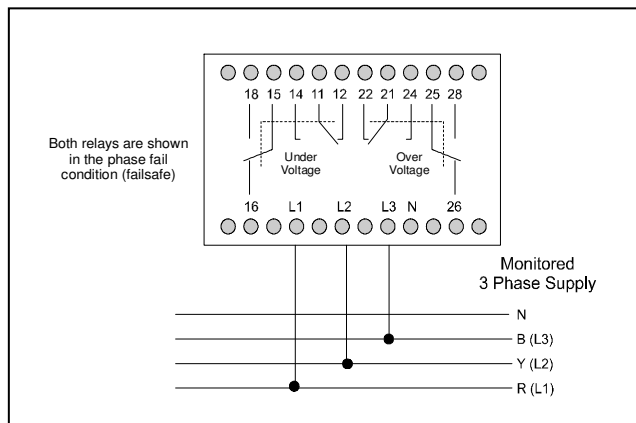 18 15 14 11 12 22 21 24 25 28
Both relays are shown
in the phase fail
condition (failsafe)
Under
Voltage
Over
Voltage
16 L1 L2 L3 N 26
Monitored
3 Phase Supply
N
B (L3)
Y (L2)
R (L1)